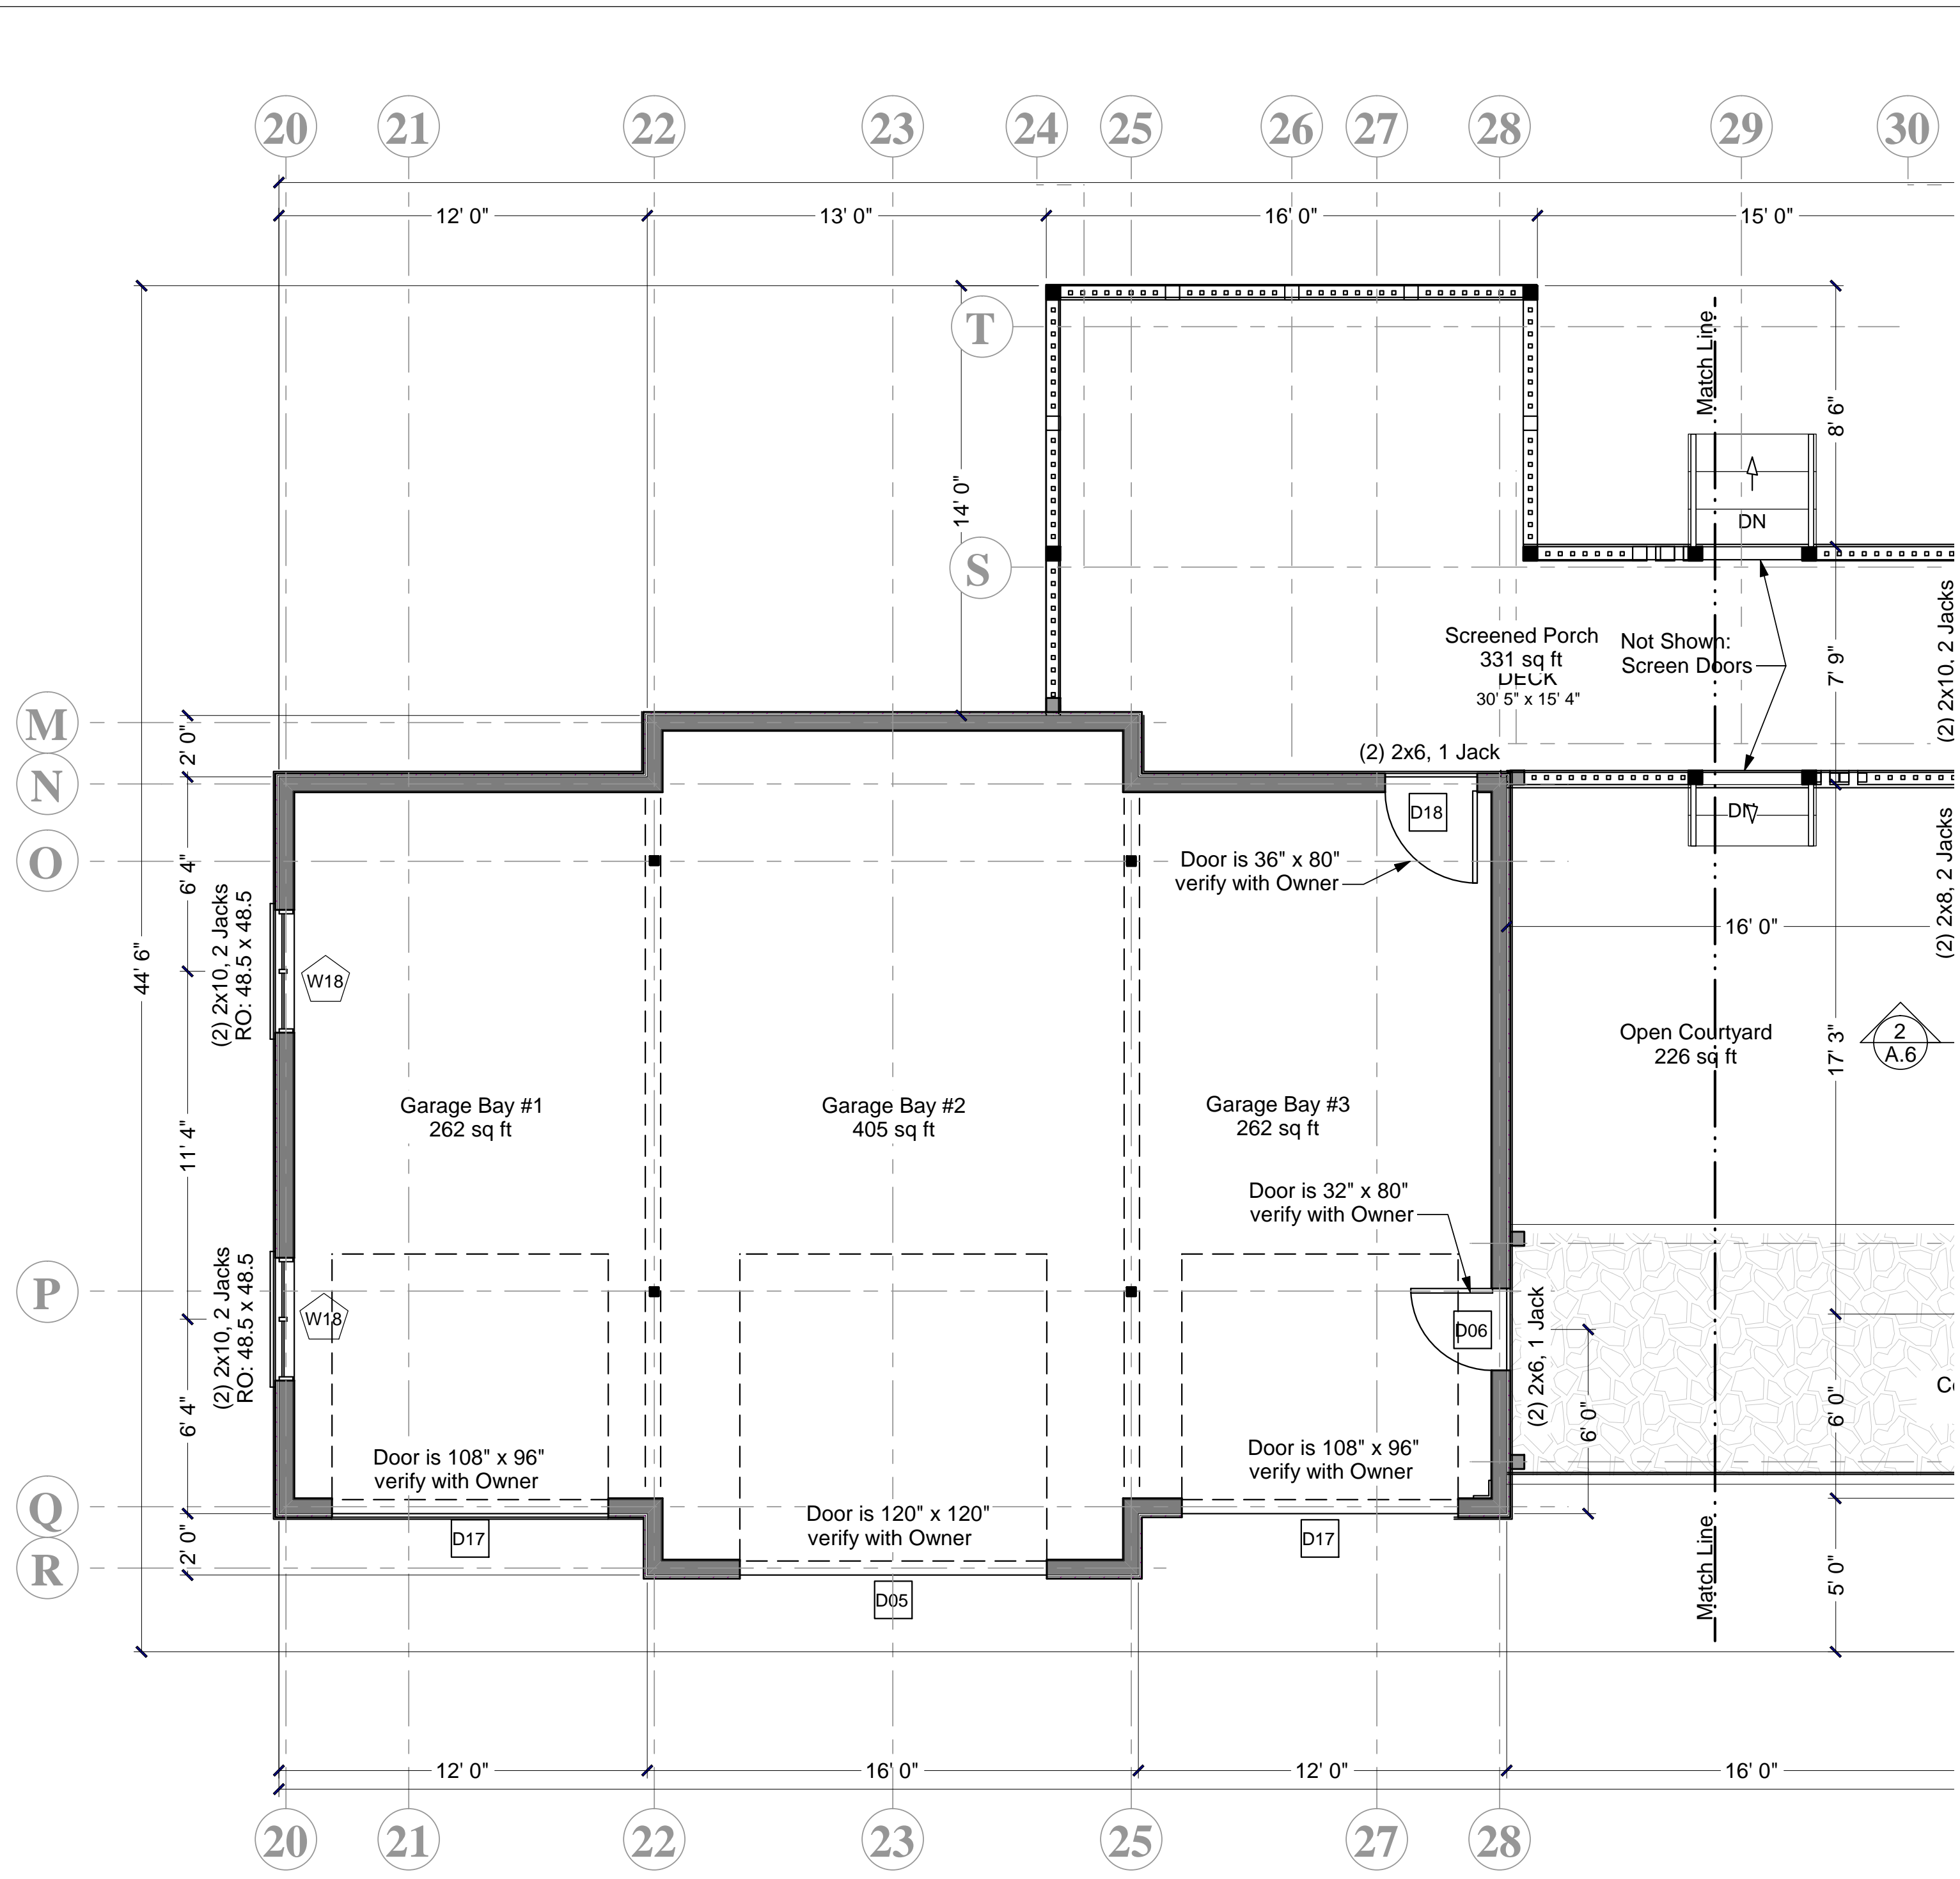 20 21 22 23 24 25 26 27 28 29 30
12' 0" 13' 0" 16' 0" 15' 0"
T
Match Line
8' 6"
14' 0"
DN
S
(2) 2x10, 2 Jacks
Screened Porch
331 sq ft
DECK
30' 5" x 15' 4"
Not Shown:
Screen Doors
7' 9"
M
2' 0"
(2) 2x6, 1 Jack
N
D18
DN
O
6' 4"
Door is 36" x 80"
verify with Owner
(2) 2x8, 2 Jacks
44' 6"
(2) 2x10, 2 Jacks
RO: 48.5 x 48.5
W18
16' 0"
Open Courtyard
226 sq ft
17' 3"
2
A.6
11' 4"
Garage Bay #1
262 sq ft
Garage Bay #2
405 sq ft
Garage Bay #3
262 sq ft
Door is 32" x 80"
verify with Owner
P
(2) 2x10, 2 Jacks
RO: 48.5 x 48.5
W18
D06
(2) 2x6, 1 Jack
6' 4"
6' 0"
6' 0"
Door is 108" x 96"
verify with Owner
Door is 108" x 96"
verify with Owner
Q
Door is 120" x 120"
verify with Owner
D17
D17
2' 0"
R
D05
Match Line
5' 0"
12' 0" 16' 0" 12' 0" 16' 0"
20 21 22 23 25 27 28